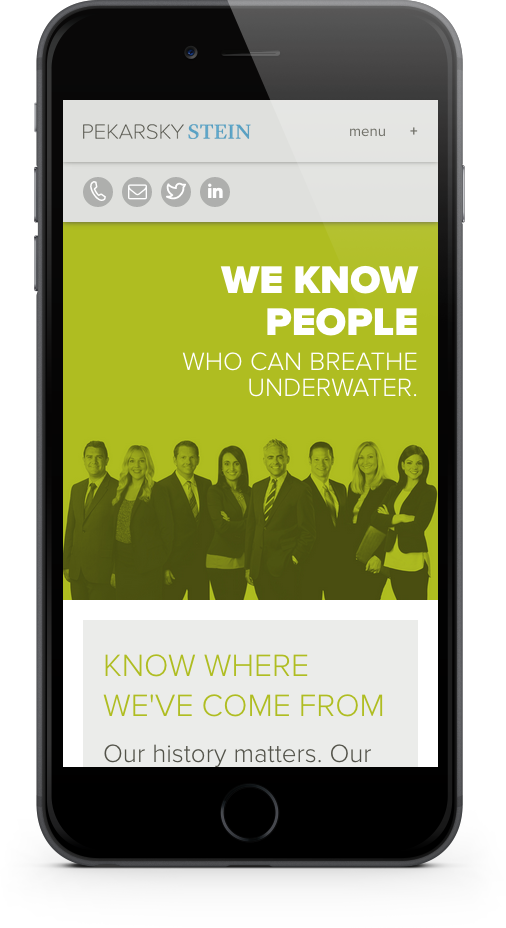 PEKARSKY STEIN
menu +
in
WE KNOW
PEOPLE
WHO CAN BREATHE
UNDERWATER.
KNOW WHERE
WE'VE COME FROM
Our history matters. Our